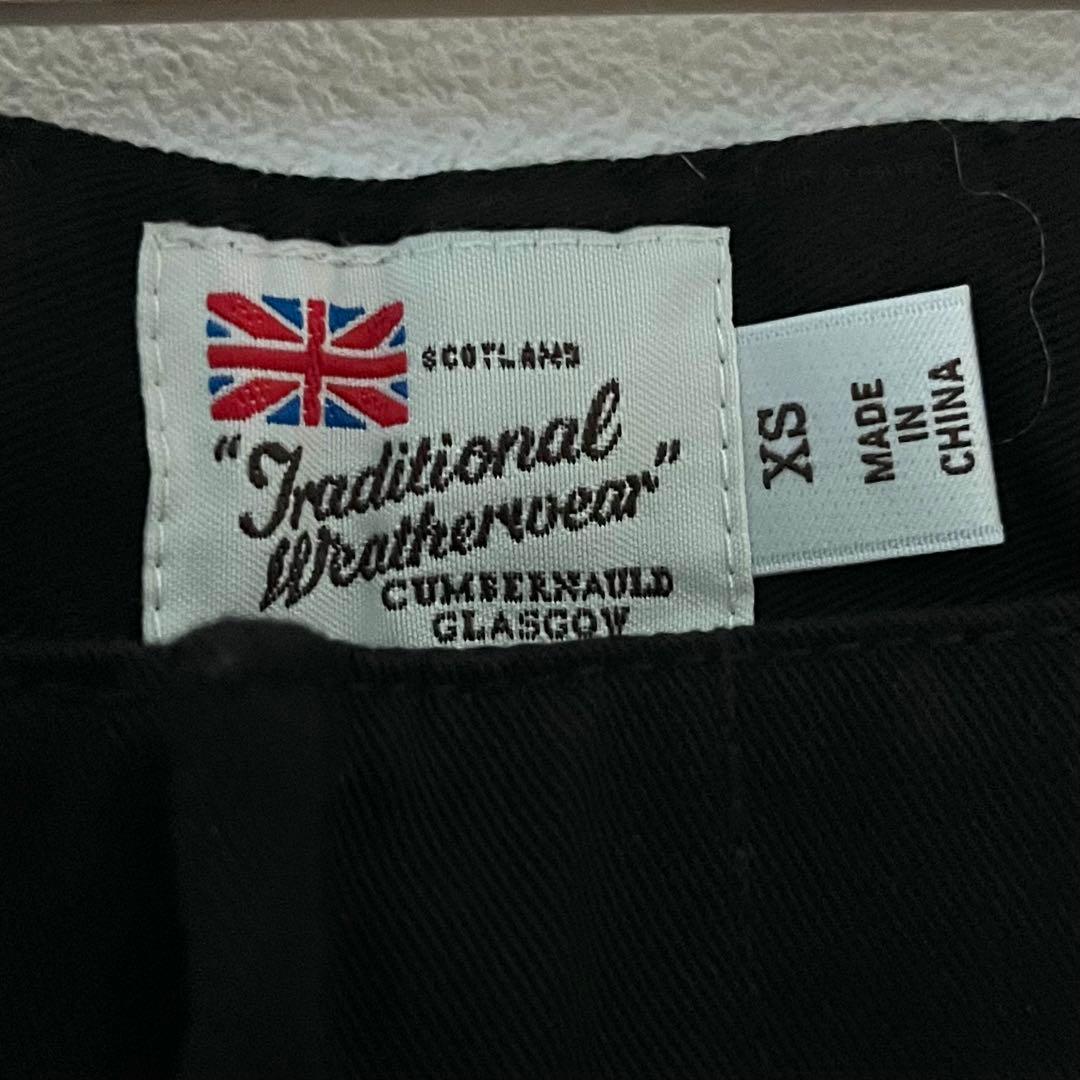 SCOTLAND
"Traditional
Weatherwear"
CUMBERNAULD
GLASGOW
XS
MADE
IN
CHINA